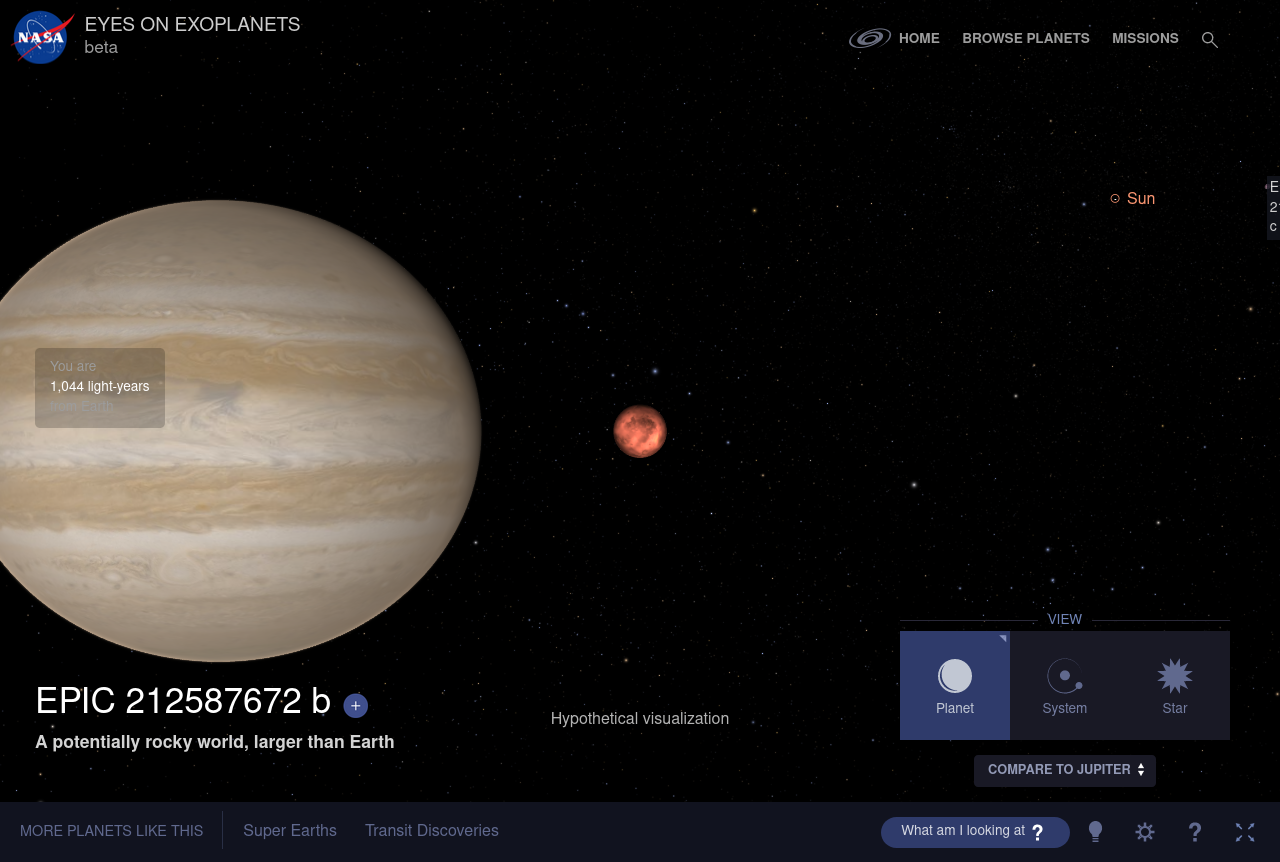 NASA
EYES ON EXOPLANETS
beta
HOME
BROWSE PLANETS
MISSIONS
Sun
E
2
c
You are
1,044 light-years
from Earth
EPIC 212587672 b
A potentially rocky world, larger than Earth
Hypothetical visualization
VIEW
Planet
System
Star
COMPARE TO JUPITER
MORE PLANETS LIKE THIS
Super Earths
Transit Discoveries
What am I looking at ?
?